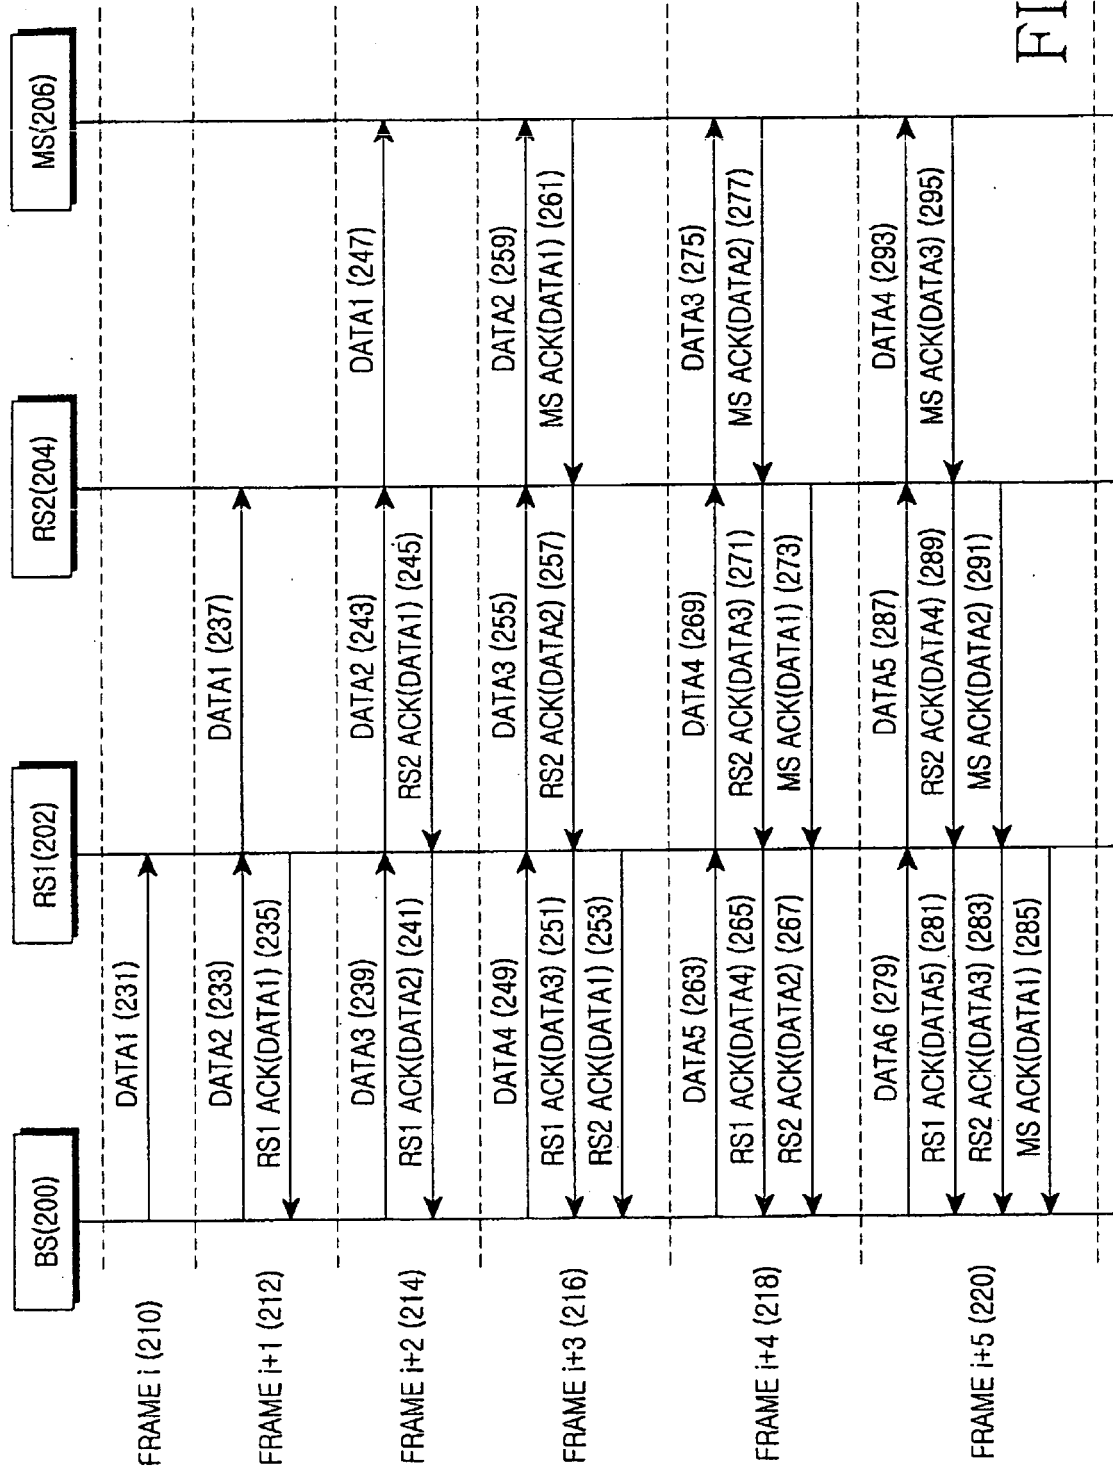 BS(200)
RS1(202)
RS2(204)
MS(206)
FRAME i (210)
DATA1 (231)
FRAME i+1 (212)
DATA2 (233)
DATA1 (237)
RS1 ACK(DATA1) (235)
FRAME i+2 (214)
DATA3 (239)
DATA2 (243)
DATA1 (247)
RS1 ACK(DATA2) (241)
RS2 ACK(DATA1) (245)
FRAME i+3 (216)
DATA4 (249)
DATA3 (255)
DATA2 (259)
RS1 ACK(DATA3) (251)
RS2 ACK(DATA2) (257)
MS ACK(DATA1) (261)
RS2 ACK(DATA1) (253)
FRAME i+4 (218)
DATA5 (263)
DATA4 (269)
DATA3 (275)
RS1 ACK(DATA4) (265)
RS2 ACK(DATA3) (271)
MS ACK(DATA2) (277)
RS2 ACK(DATA2) (267)
MS ACK(DATA1) (273)
FRAME i+5 (220)
DATA6 (279)
DATA5 (287)
DATA4 (293)
RS1 ACK(DATA5) (281)
RS2 ACK(DATA4) (289)
MS ACK(DATA3) (295)
RS2 ACK(DATA3) (283)
MS ACK(DATA2) (291)
MS ACK(DATA1) (285)